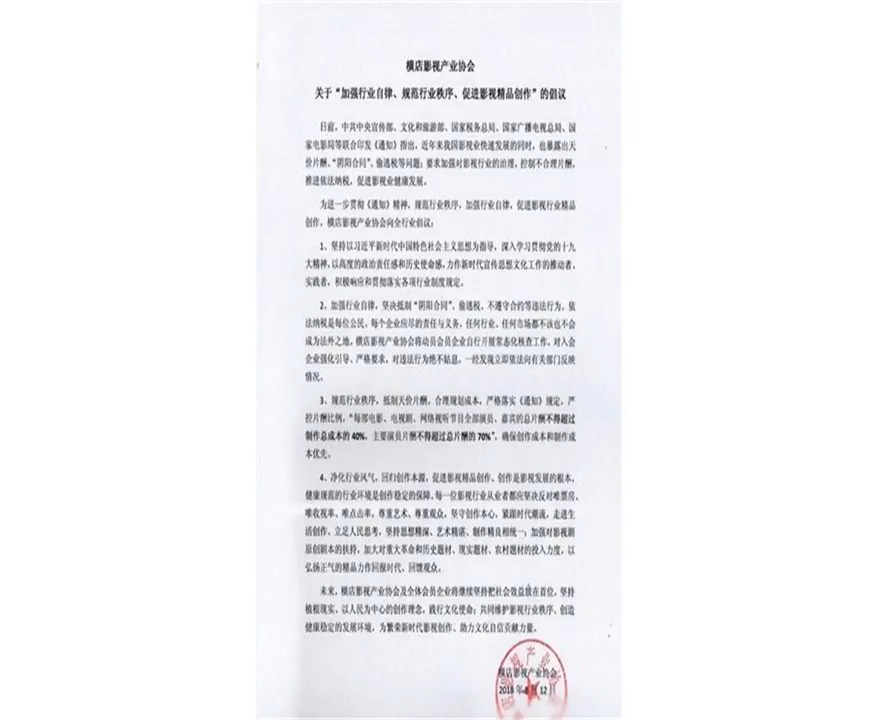 横店影视产业协会
关于“加强行业自律、规范行业秩序、促进影视精品创作”的倡议
日前，中共中央宣传部、文化和旅游部、国家税务总局、国家广播电视总局、国
家电影局等联合印发《通知》指出，近年来我国影视业快速发展的同时，也暴露出天
价片酬、“阴阳合同”、偷逃税等问题；要求加强对影视行业的治理，控制不合理片酬，
推进依法纳税，促进影视业健康发展。
为进一步贯彻《通知》精神，规范行业秩序，加强行业自律，促进影视行业精品
创作，横店影视产业协会向全行业倡议：
1、坚持以习近平新时代中国特色社会主义思想为指导，深入学习贯彻党的十九
大精神，以高度的政治责任感和历史使命感，力作新时代宣传思想文化工作的推动者、
实践者，积极响应和贯彻落实各项行业制度规定。
2、加强行业自律，坚决抵制“阴阳合同”、偷逃税、不遵守合约等违法行为。依
法纳税是每位公民、每个企业应尽的责任与义务，任何行业、任何市场都不该也不会
成为法外之地。横店影视产业协会将动员会员企业自行开展常态化核查工作，对入会
企业强化引导、严格要求，对违法行为绝不姑息，一经发现立即依法向有关部门反映
情况。
3、规范行业秩序，抵制天价片酬。合理规划成本，严格落实《通知》规定，严
控片酬比例，“每部电影、电视剧、网络视听节目全部演员、嘉宾的总片酬不得超过
制作总成本的 40%，主要演员片酬不得超过总片酬的 70%”，确保创作成本和制作成
本优先。
4、净化行业风气，回归创作本源，促进影视精品创作。创作是影视发展的根本，
健康规范的行业环境是创作稳定的保障。每一位影视行业从业者都应坚决反对唯票房、
唯收视率、唯点击率，尊重艺术、尊重观众，坚守创作本心，紧跟时代潮流，走进生
活创作，立足人民思考，坚持思想精深、艺术精湛、制作精良相统一；加强对影视剧
原创剧本的扶持，加大对重大革命和历史题材、现实题材、农村题材的投入力度，以
弘扬正气的精品力作回报时代、回馈观众。
未来，横店影视产业协会及全体会员企业将继续坚持把社会效益放在首位，坚持
植根现实、以人民为中心的创作理念，践行文化使命；共同维护影视行业秩序、创造
健康稳定的发展环境，为繁荣新时代影视创作、助力文化自信贡献力量。
横店影视产业协会
2018 年 8 月 12 日